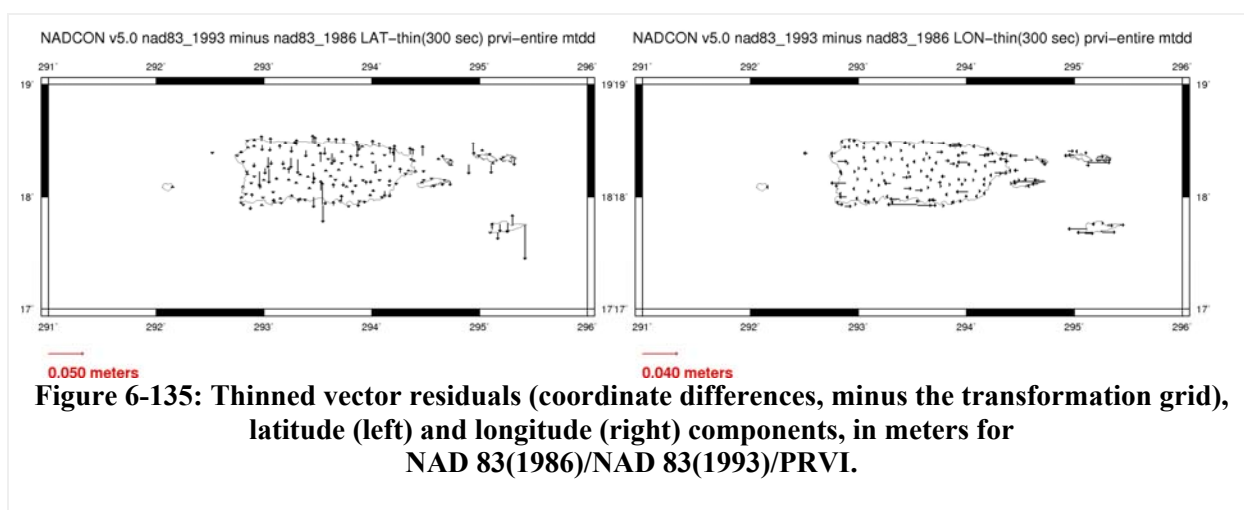 NADCON v5.0 nad83_1993 minus nad83_1986 LAT-thin(300 sec) prvi-entire mtdd
291˚ 292˚ 293˚ 294˚ 295˚ 296˚
19˚
18˚
17˚
291˚ 292˚ 293˚ 294˚ 295˚ 296˚
0.050 meters
NADCON v5.0 nad83_1993 minus nad83_1986 LON-thin(300 sec) prvi-entire mtdd
291˚ 292˚ 293˚ 294˚ 295˚ 296˚
19˚19˚
18˚18˚
17˚17˚
291˚ 292˚ 293˚ 294˚ 295˚ 296˚
0.040 meters
Figure 6-135: Thinned vector residuals (coordinate differences, minus the transformation grid),
latitude (left) and longitude (right) components, in meters for
NAD 83(1986)/NAD 83(1993)/PRVI.